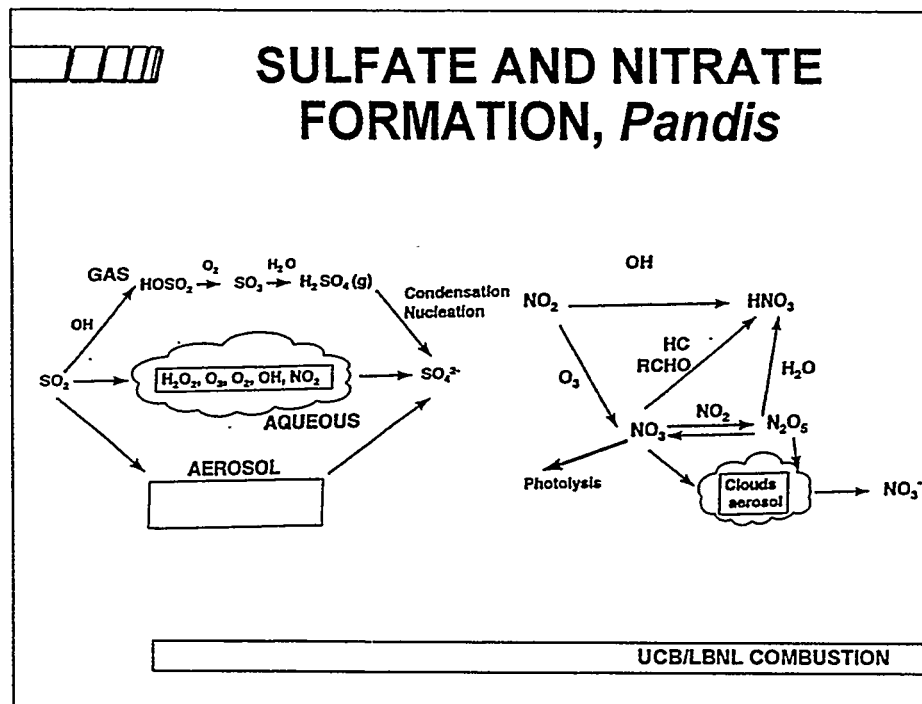 SULFATE AND NITRATE
FORMATION, Pandis
GAS
OH
HOSO₂
O₂
SO₃
H₂O
H₂SO₄(g)
Condensation
Nucleation
SO₂
H₂O₂, O₃, O₂, OH, NO₂
SO₄²⁻
AQUEOUS
AEROSOL
OH
NO₂
HNO₃
HC
RCHO
O₃
H₂O
NO₃
NO₂
N₂O₅
Photolysis
Clouds
aerosol
NO₃⁻
UCB/LBNL COMBUSTION